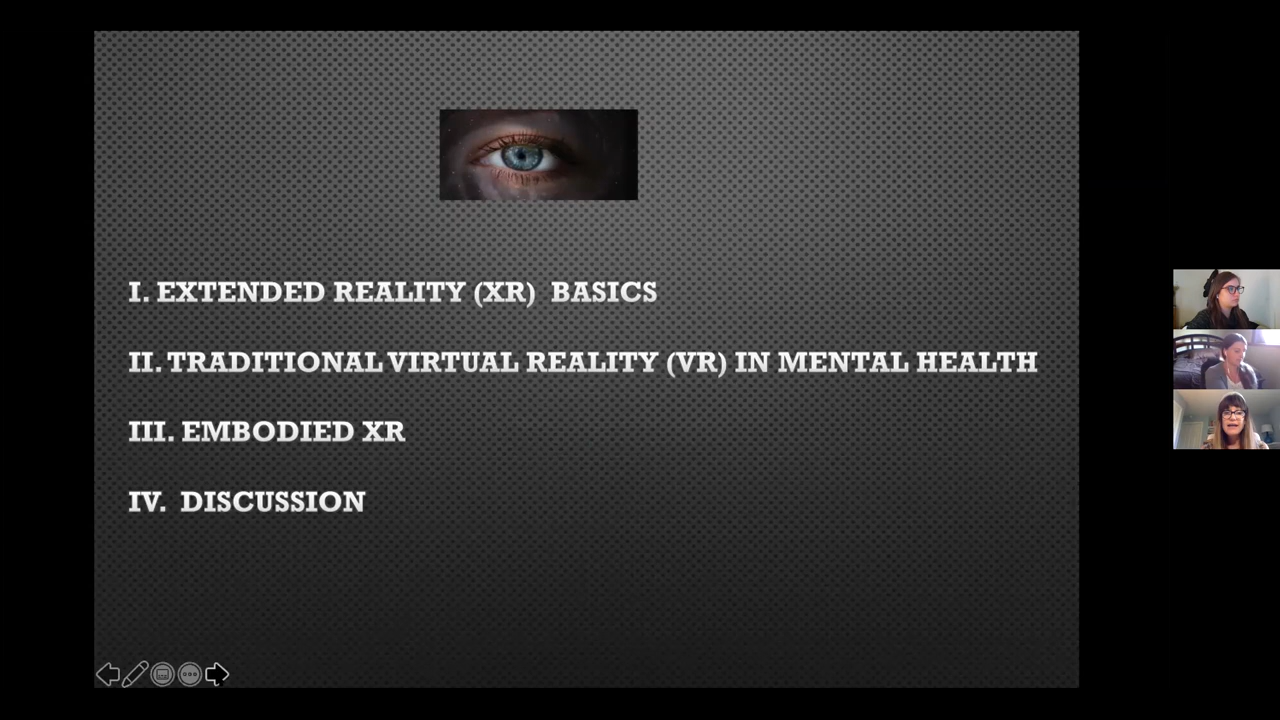 I. EXTENDED REALITY (XR) BASICS
II. TRADITIONAL VIRTUAL REALITY (VR) IN MENTAL HEALTH
III. EMBODIED XR
IV. DISCUSSION